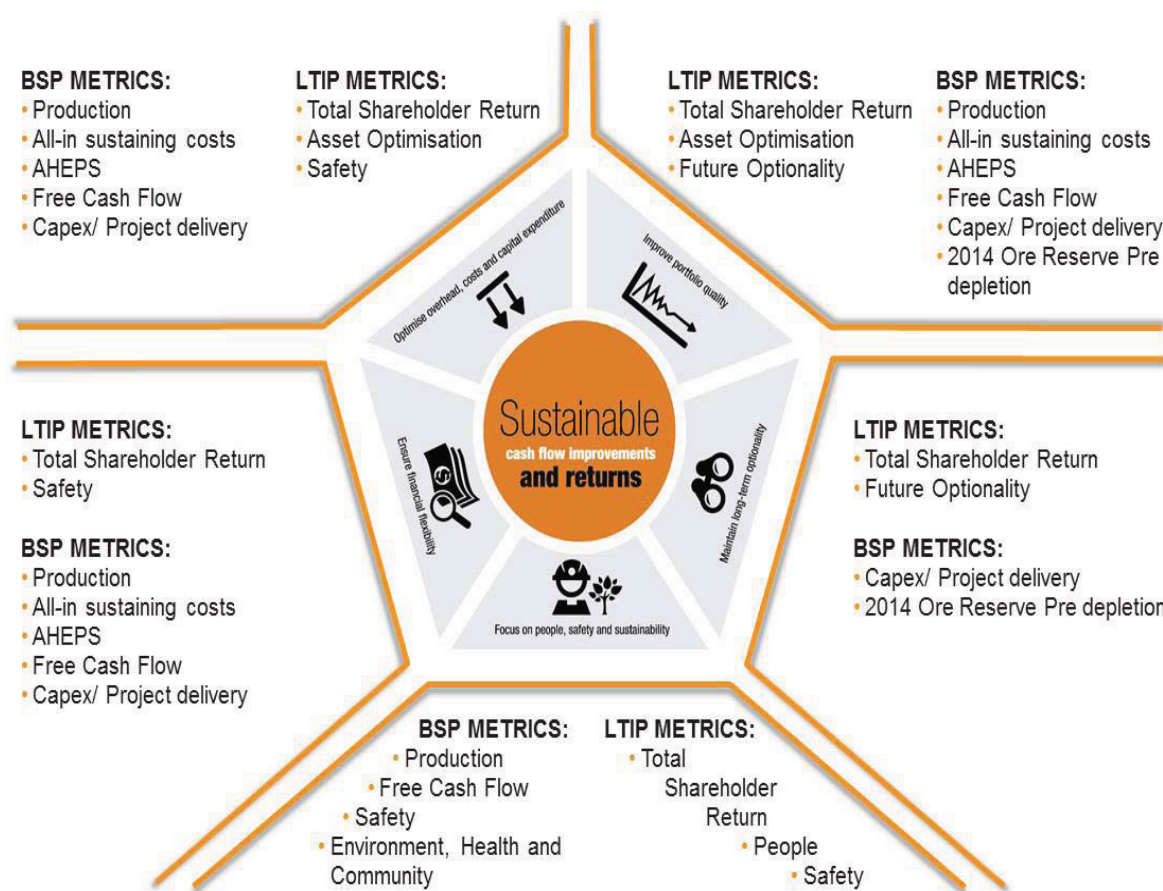 BSP METRICS:
• Production
• All-in sustaining costs
• AHEPS
• Free Cash Flow
• Capex/ Project delivery
LTIP METRICS:
• Total Shareholder Return
• Asset Optimisation
• Safety
LTIP METRICS:
• Total Shareholder Return
• Asset Optimisation
• Future Optionality
BSP METRICS:
• Production
• All-in sustaining costs
• AHEPS
• Free Cash Flow
• Capex/ Project delivery
• 2014 Ore Reserve Pre
depletion
Optimise overhead, costs and capital expenditure
Improve portfolio quality
Sustainable
cash flow improvements
and returns
Ensure financial flexibility
Maintain long-term optionality
Focus on people, safety and sustainability
LTIP METRICS:
• Total Shareholder Return
• Safety
BSP METRICS:
• Production
• All-in sustaining costs
• AHEPS
• Free Cash Flow
• Capex/ Project delivery
LTIP METRICS:
• Total Shareholder Return
• Future Optionality
BSP METRICS:
• Capex/ Project delivery
• 2014 Ore Reserve Pre depletion
BSP METRICS:
• Production
• Free Cash Flow
• Safety
• Environment, Health and
Community
LTIP METRICS:
• Total
Shareholder
Return
• People
• Safety